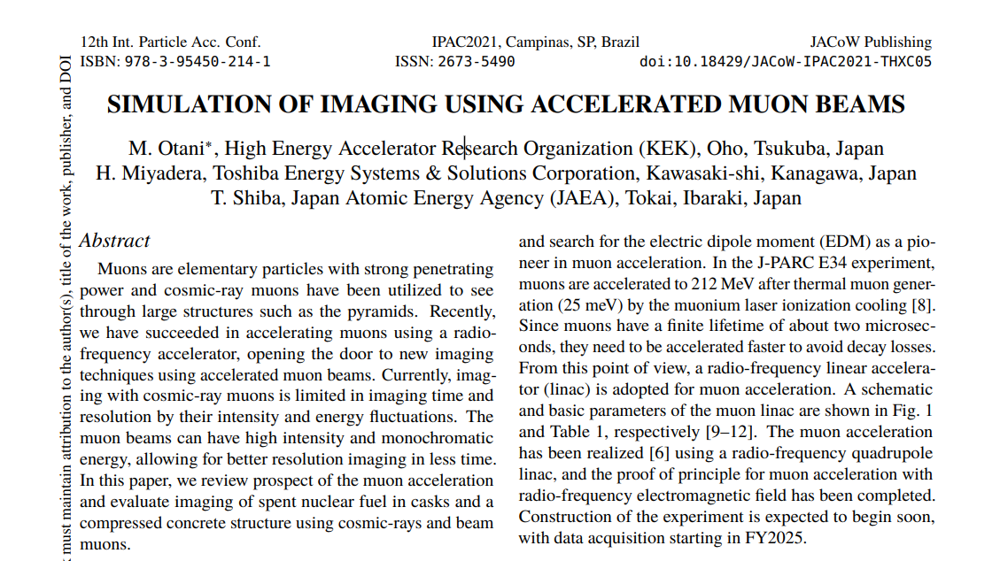 12th Int. Particle Acc. Conf.
IPAC2021, Campinas, SP, Brazil
JACoW Publishing
ISBN: 978-3-95450-214-1
ISSN: 2673-5490
doi:10.18429/JACoW-IPAC2021-THXC05
must maintain attribution to the author(s), title of the work, publisher, and DOI
SIMULATION OF IMAGING USING ACCELERATED MUON BEAMS
M. Otani*, High Energy Accelerator Research Organization (KEK), Oho, Tsukuba, Japan
H. Miyadera, Toshiba Energy Systems & Solutions Corporation, Kawasaki-shi, Kanagawa, Japan
T. Shiba, Japan Atomic Energy Agency (JAEA), Tokai, Ibaraki, Japan
Abstract
Muons are elementary particles with strong penetrating
power and cosmic-ray muons have been utilized to see
through large structures such as the pyramids. Recently,
we have succeeded in accelerating muons using a radio-
frequency accelerator, opening the door to new imaging
techniques using accelerated muon beams. Currently, imag-
ing with cosmic-ray muons is limited in imaging time and
resolution by their intensity and energy fluctuations. The
muon beams can have high intensity and monochromatic
energy, allowing for better resolution imaging in less time.
In this paper, we review prospect of the muon acceleration
and evaluate imaging of spent nuclear fuel in casks and a
compressed concrete structure using cosmic-rays and beam
muons.
and search for the electric dipole moment (EDM) as a pio-
neer in muon acceleration. In the J-PARC E34 experiment,
muons are accelerated to 212 MeV after thermal muon gener-
ation (25 meV) by the muonium laser ionization cooling [8].
Since muons have a finite lifetime of about two microsec-
onds, they need to be accelerated faster to avoid decay losses.
From this point of view, a radio-frequency linear accelera-
tor (linac) is adopted for muon acceleration. A schematic
and basic parameters of the muon linac are shown in Fig. 1
and Table 1, respectively [9–12]. The muon acceleration
has been realized [6] using a radio-frequency quadrupole
linac, and the proof of principle for muon acceleration with
radio-frequency electromagnetic field has been completed.
Construction of the experiment is expected to begin soon,
with data acquisition starting in FY2025.